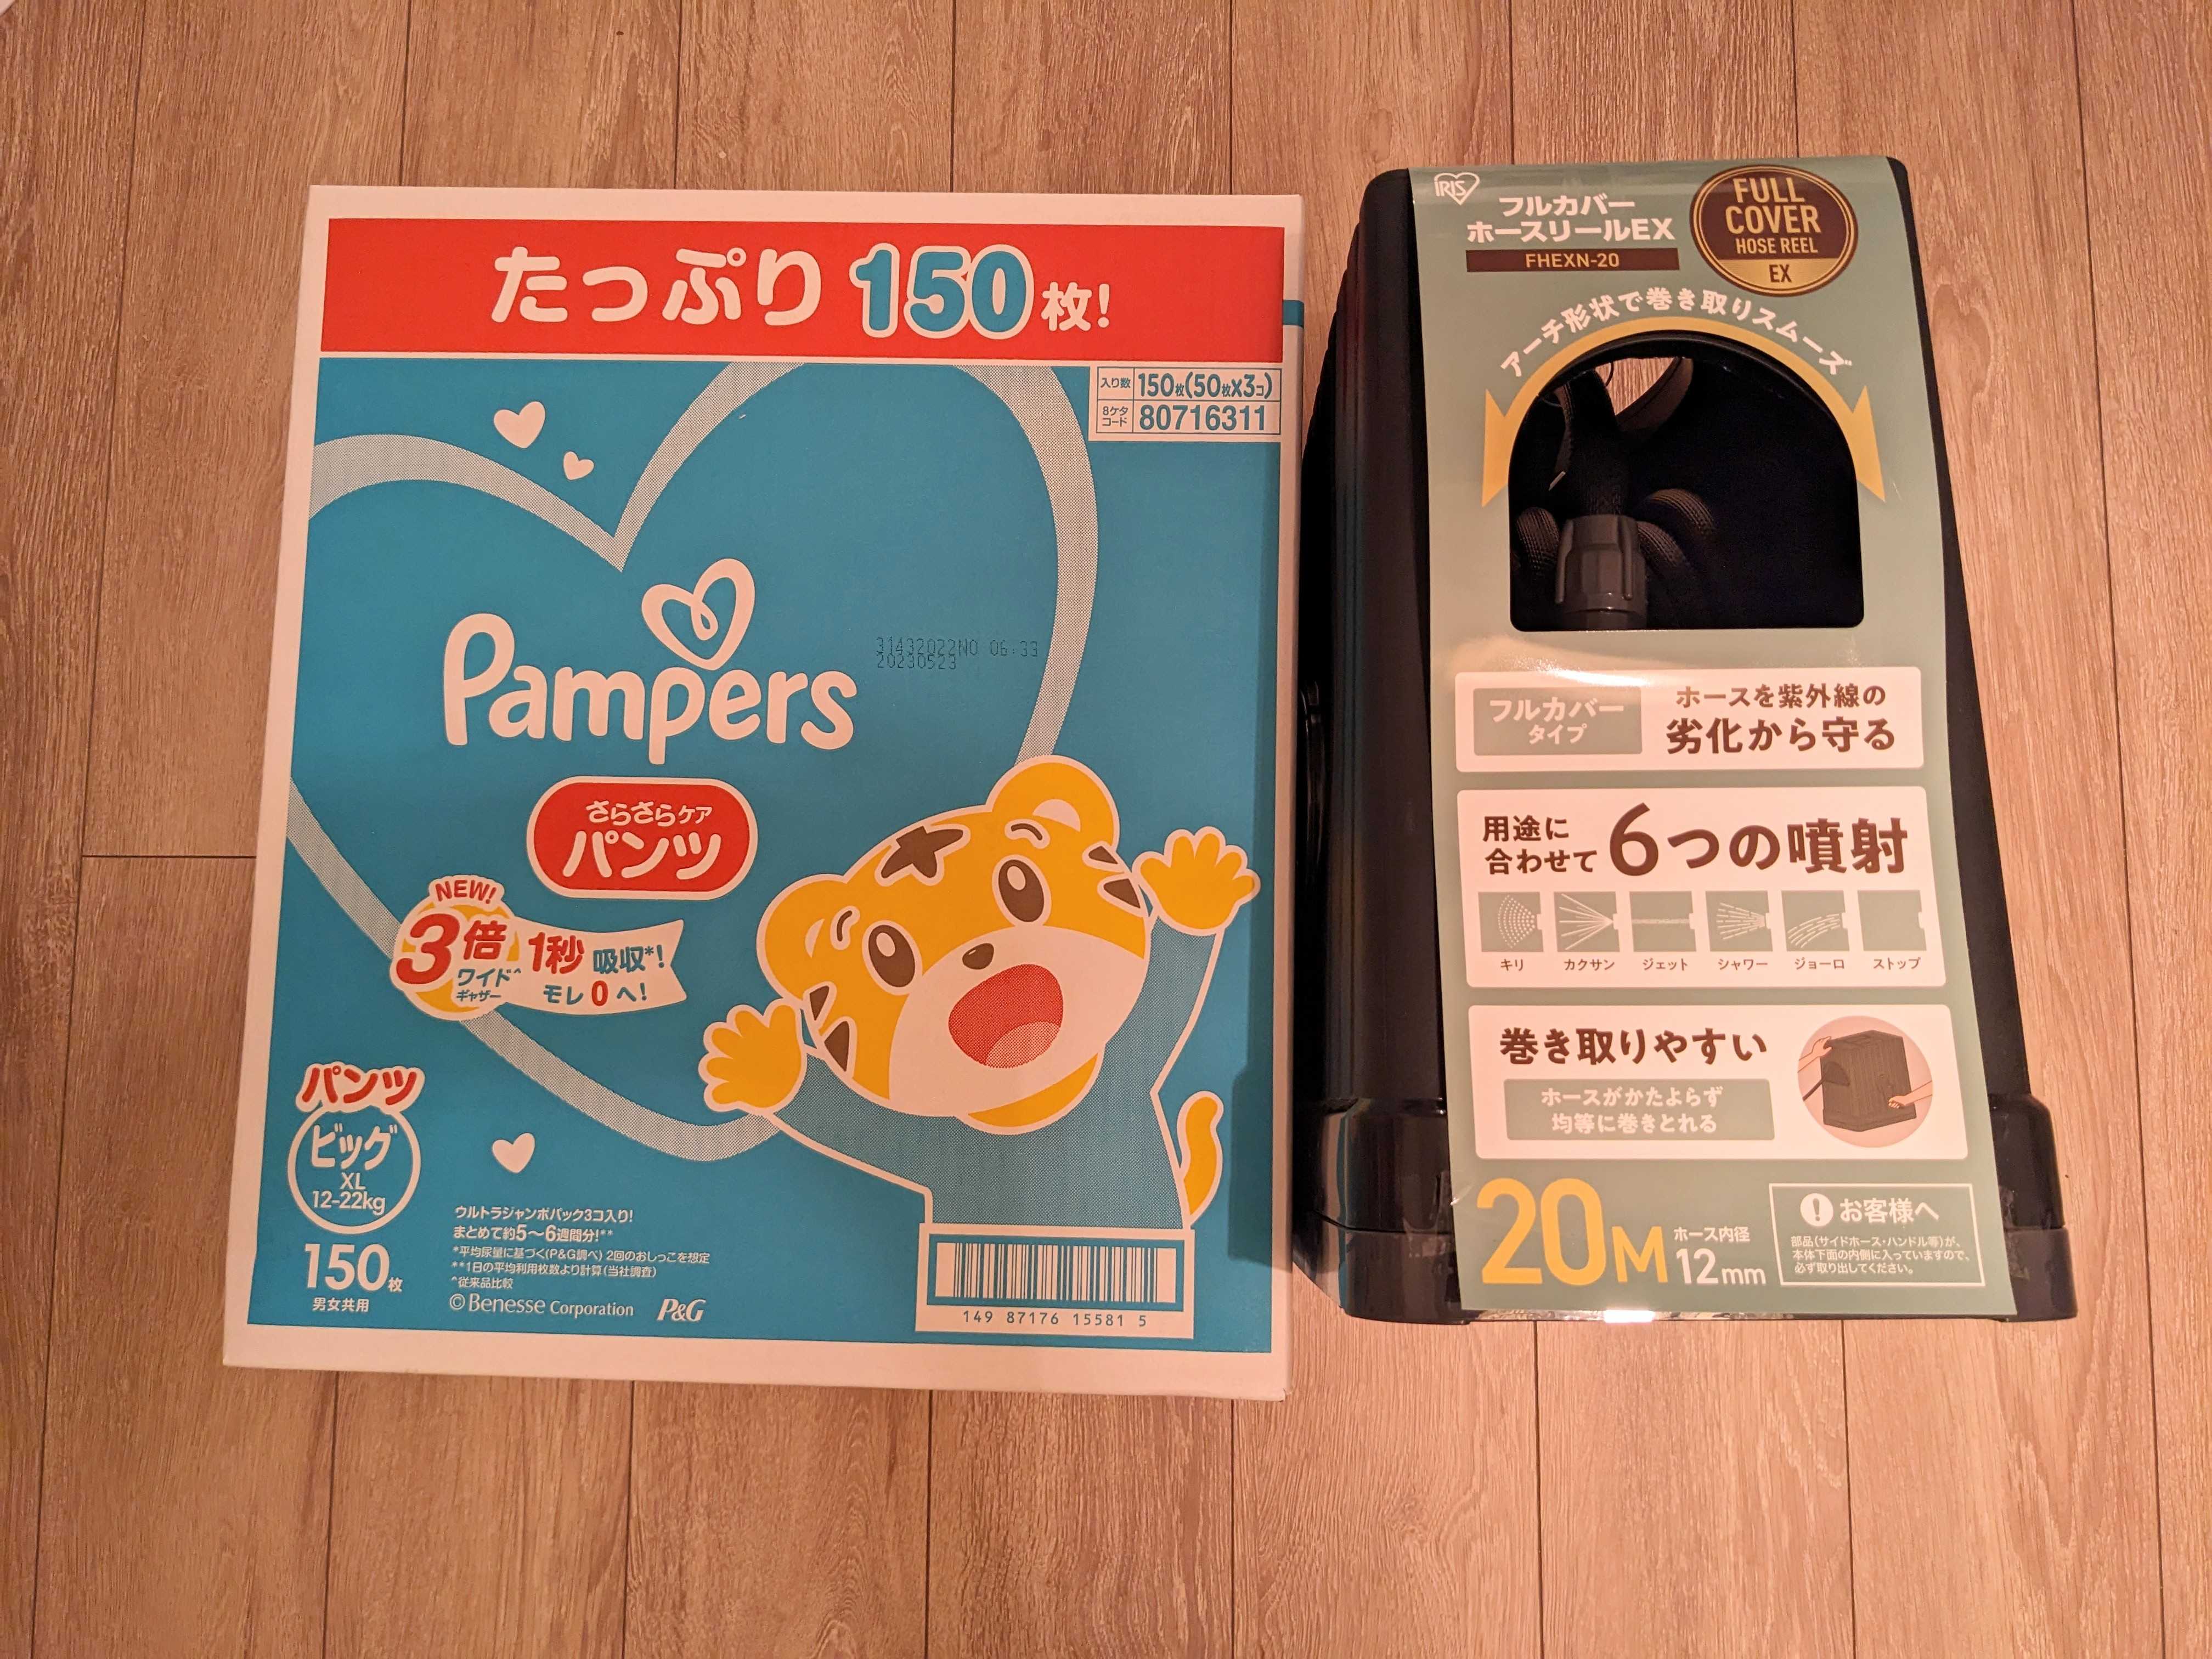 たっぷり150枚!
入り数 150枚(50枚x3コ)
8ケタコード 80716311
Pampers
31432022NO 06:33
20230523
さらさらケア
パンツ
NEW!
3倍
ワイド^
ギャザー
1秒 吸収*!
モレ0へ!
パンツ
ビッグ
XL
12-22kg
150枚
男女共用
ウルトラジャンボパック3コ入り!
まとめて約5~6週間分!**
*平均尿量に基づく(P&G調べ) 2回のおしっこを想定
**1日の平均利用枚数より計算(当社調査)
^従来品比較
©Benesse Corporation P&G
149 87176 15581 5
IRIS
フルカバー
ホースリールEX
FHEXN-20
FULL
COVER
HOSE REEL
EX
アーチ形状で巻き取りスムーズ
フルカバー
タイプ
ホースを紫外線の
劣化から守る
用途に
合わせて
6つの噴射
キリ カクサン ジェット シャワー ジョーロ ストップ
巻き取りやすい
ホースがかたよらず
均等に巻きとれる
20M
ホース内径
12mm
! お客様へ
部品(サイドホース・ハンドル等)が、
本体下面の内側に入っていますので、
必ず取り出してください。